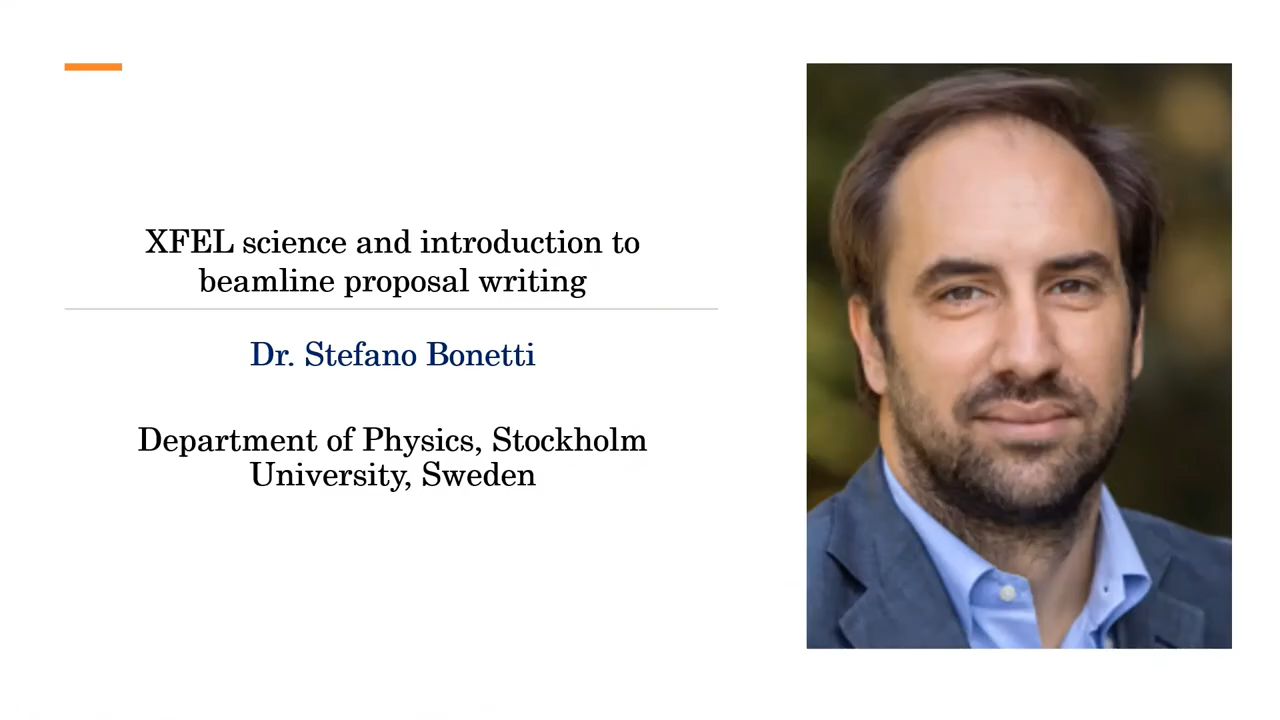 XFEL science and introduction to
beamline proposal writing
Dr. Stefano Bonetti
Department of Physics, Stockholm
University, Sweden